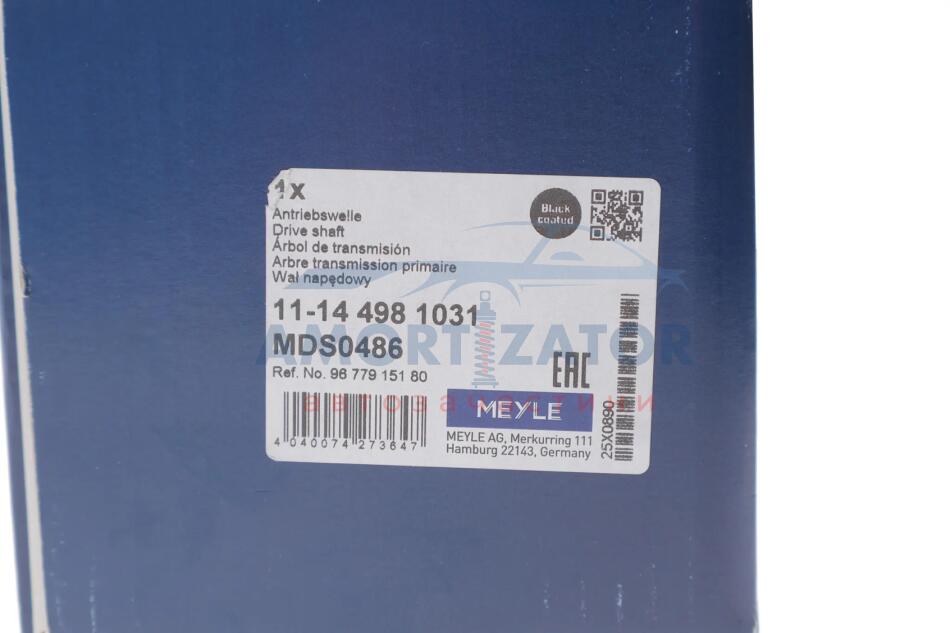 1x
Antriebswelle
Drive shaft
Árbol de transmisión
Arbre transmission primaire
Wał napędowy
11-14 498 1031
MDS0486
Ref. No. 96 779 151 80
4 040074 273647
Black
coated
EAC
MEYLE
MEYLE AG, Merkurring 111
Hamburg 22143, Germany
25X0890
AMORTIZATOR
автозачастини